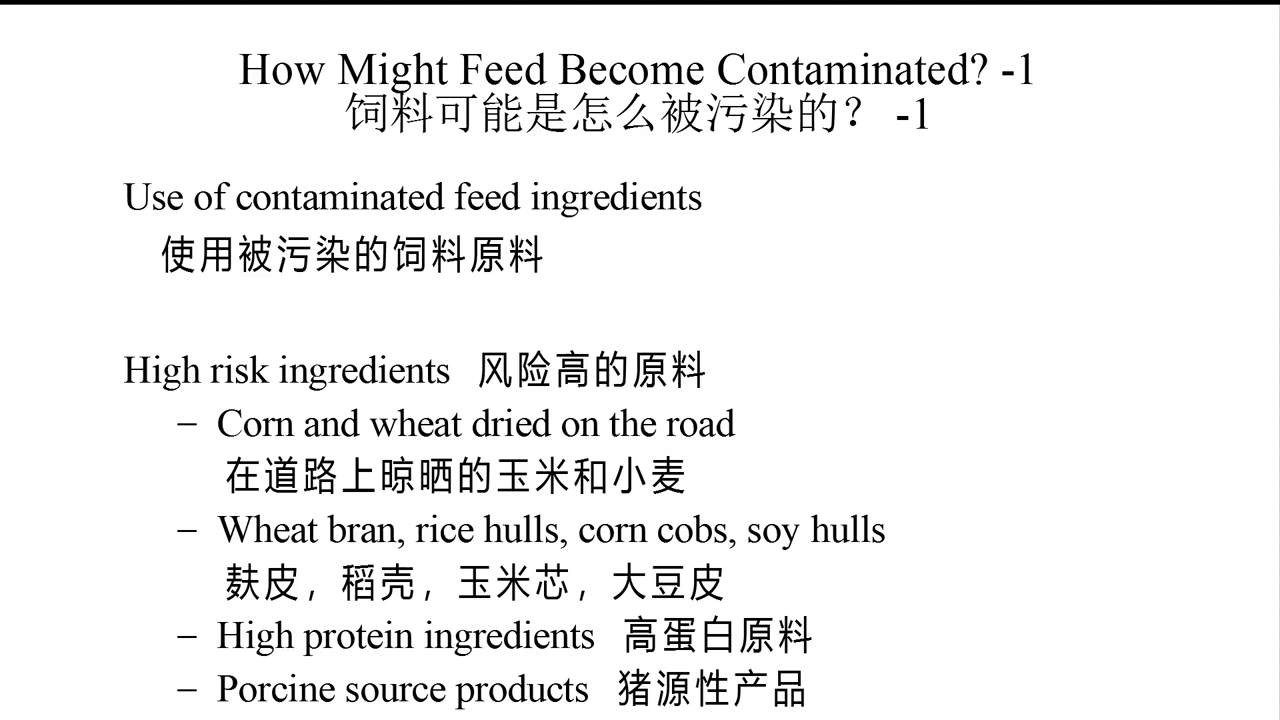 How Might Feed Become Contaminated? -1
饲料可能是怎么被污染的？ -1
Use of contaminated feed ingredients
使用被污染的饲料原料
High risk ingredients 风险高的原料
– Corn and wheat dried on the road
在道路上晾晒的玉米和小麦
– Wheat bran, rice hulls, corn cobs, soy hulls
麸皮，稻壳，玉米芯，大豆皮
– High protein ingredients 高蛋白原料
– Porcine source products 猪源性产品